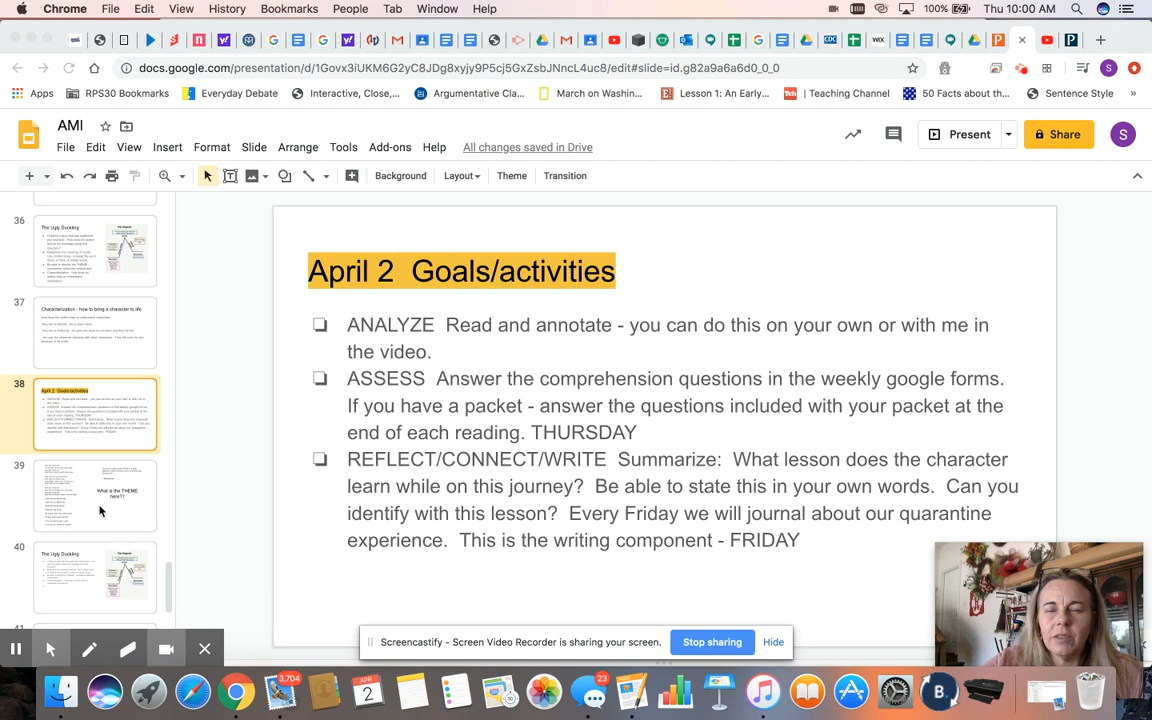 Chrome File Edit View History Bookmarks People Tab Window Help 100% Thu 10:00 AM
docs.google.com/presentation/d/1Govx3iUKM6G2yC8JDg8xyjy9P5cj5GxZsbJNncL4uc8/edit#slide=id.g82a9a6a6d0_0_0
Apps RPS30 Bookmarks Everyday Debate Interactive, Close,... Argumentative Cla... March on Washin... Lesson 1: An Early... | Teaching Channel 50 Facts about th... Sentence Style »
AMI
File Edit View Insert Format Slide Arrange Tools Add-ons Help All changes saved in Drive
Present Share S
Background Layout Theme Transition
36
The Ugly Duckling
37
Characterization - how to bring a character to life
38
April 2 Goals/activities
39
What is the THEME
here??
40
The Ugly Duckling
April 2 Goals/activities
ANALYZE Read and annotate - you can do this on your own or with me in
the video.
ASSESS Answer the comprehension questions in the weekly google forms.
If you have a packet - answer the questions included with your packet at the
end of each reading. THURSDAY
REFLECT/CONNECT/WRITE Summarize: What lesson does the character
learn while on this journey? Be able to state this in your own words. Can you
identify with this lesson? Every Friday we will journal about our quarantine
experience. This is the writing component - FRIDAY
Screencastify - Screen Video Recorder is sharing your screen. Stop sharing Hide
3,704
APR
2
23
B.